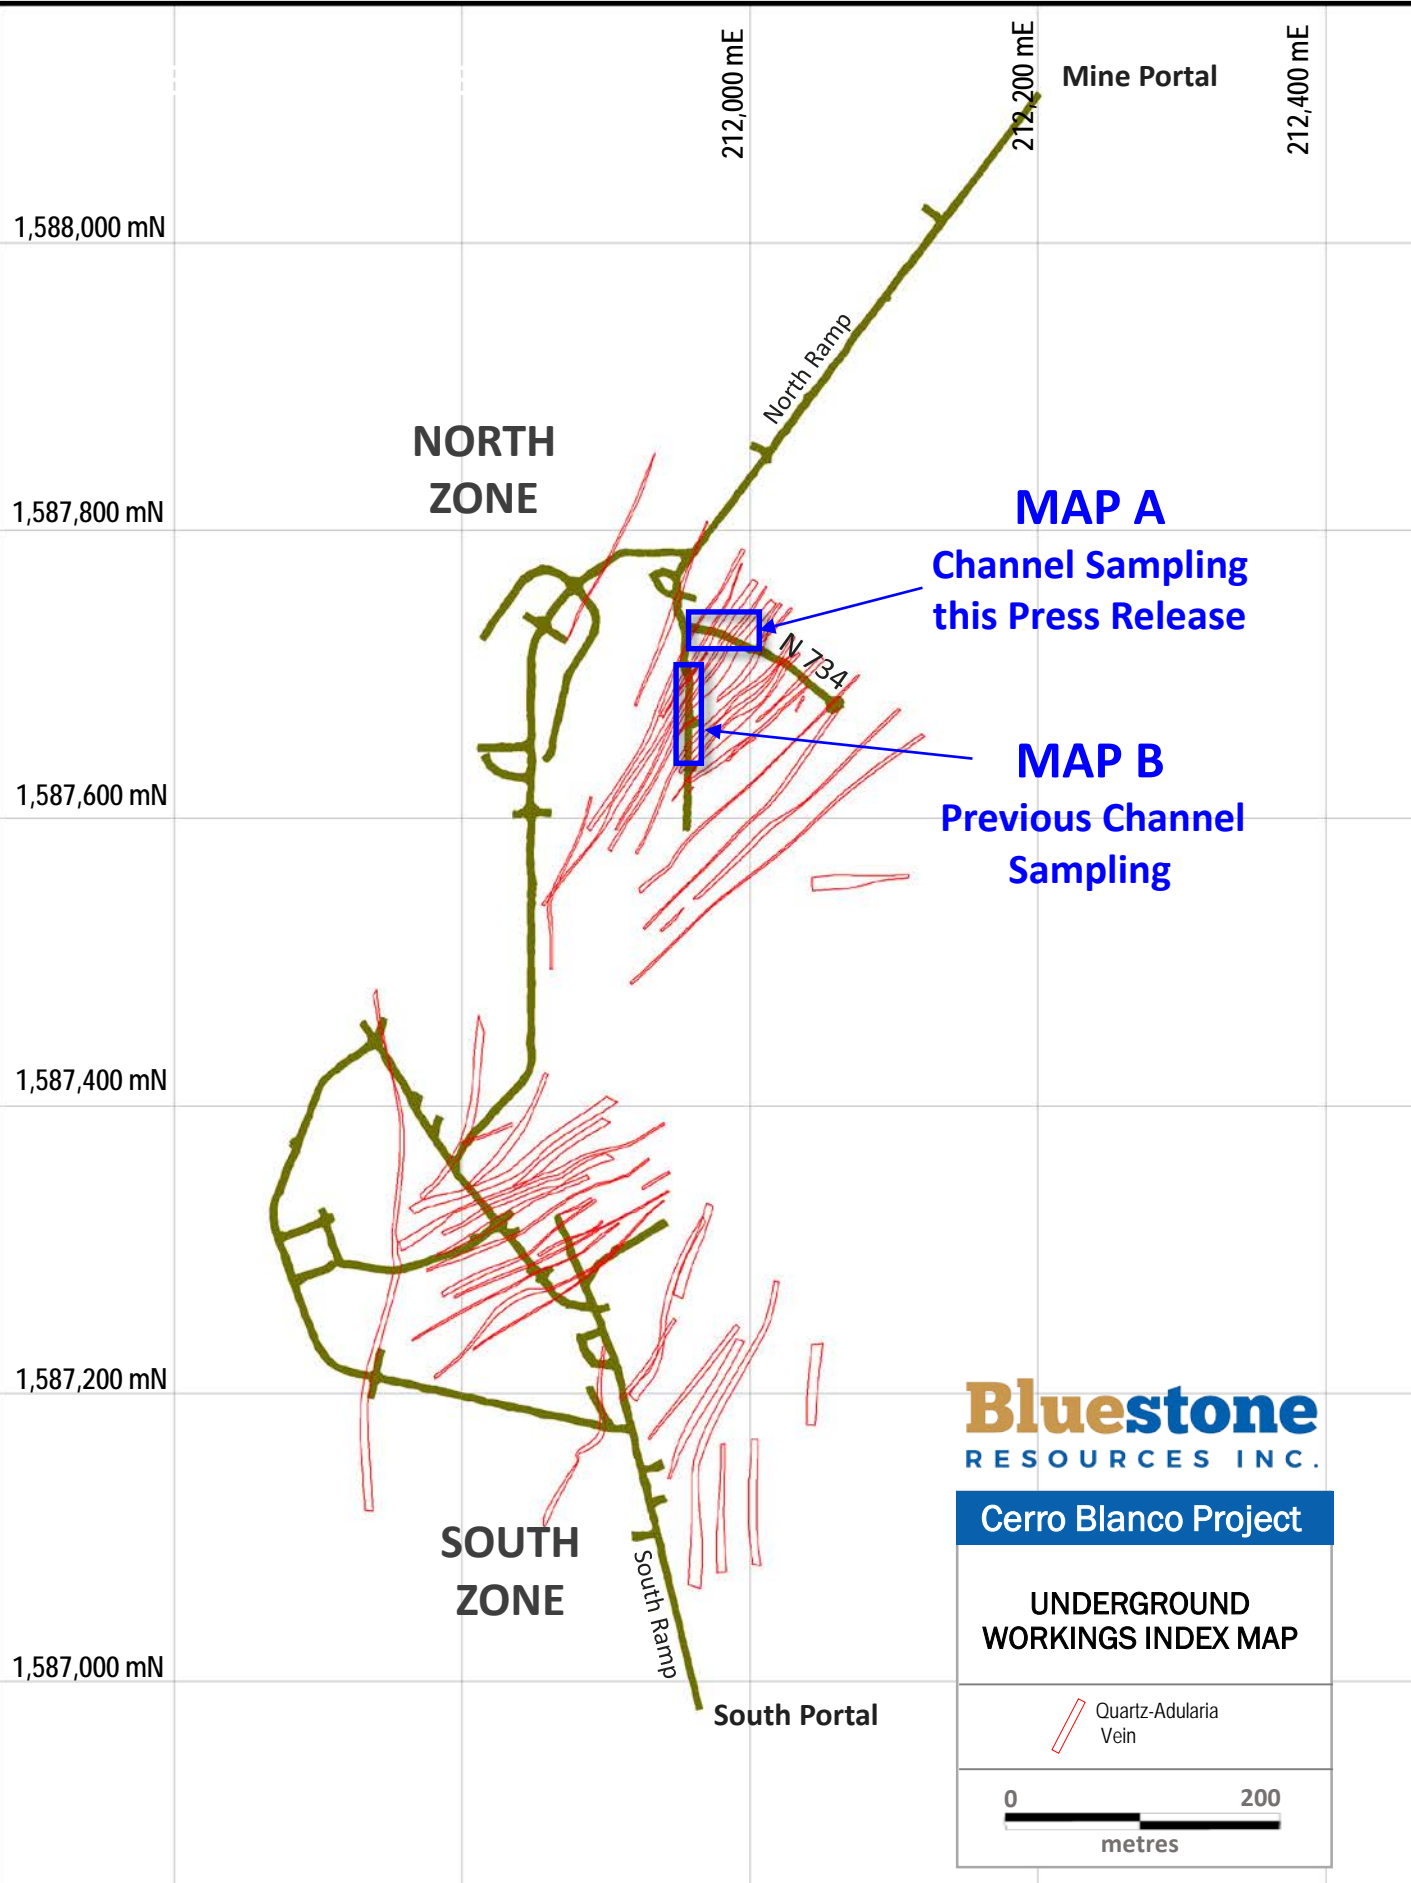 212,000 mE
212,200 mE
212,400 mE
Mine Portal
1,588,000 mN
North Ramp
NORTH
ZONE
1,587,800 mN
MAP A
Channel Sampling
this Press Release
N 734
MAP B
Previous Channel
Sampling
1,587,600 mN
1,587,400 mN
1,587,200 mN
SOUTH
ZONE
South Ramp
1,587,000 mN
South Portal
Bluestone
RESOURCES INC.
Cerro Blanco Project
UNDERGROUND
WORKINGS INDEX MAP
Quartz-Adularia
Vein
0 200
metres